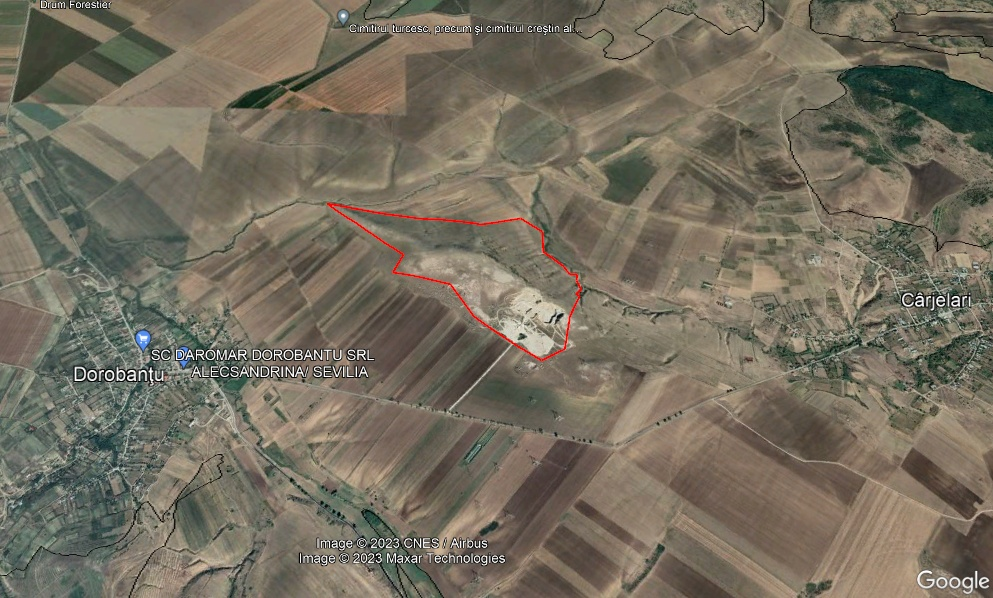 Drum Forestier
Cimitirul turcesc, precum și cimitirul creștin al...
Cârjelari
SC DAROMAR DOROBANTU SRL
Dorobanțu
ALECSANDRINA/ SEVILIA
Image © 2023 CNES / Airbus
Image © 2023 Maxar Technologies
Google